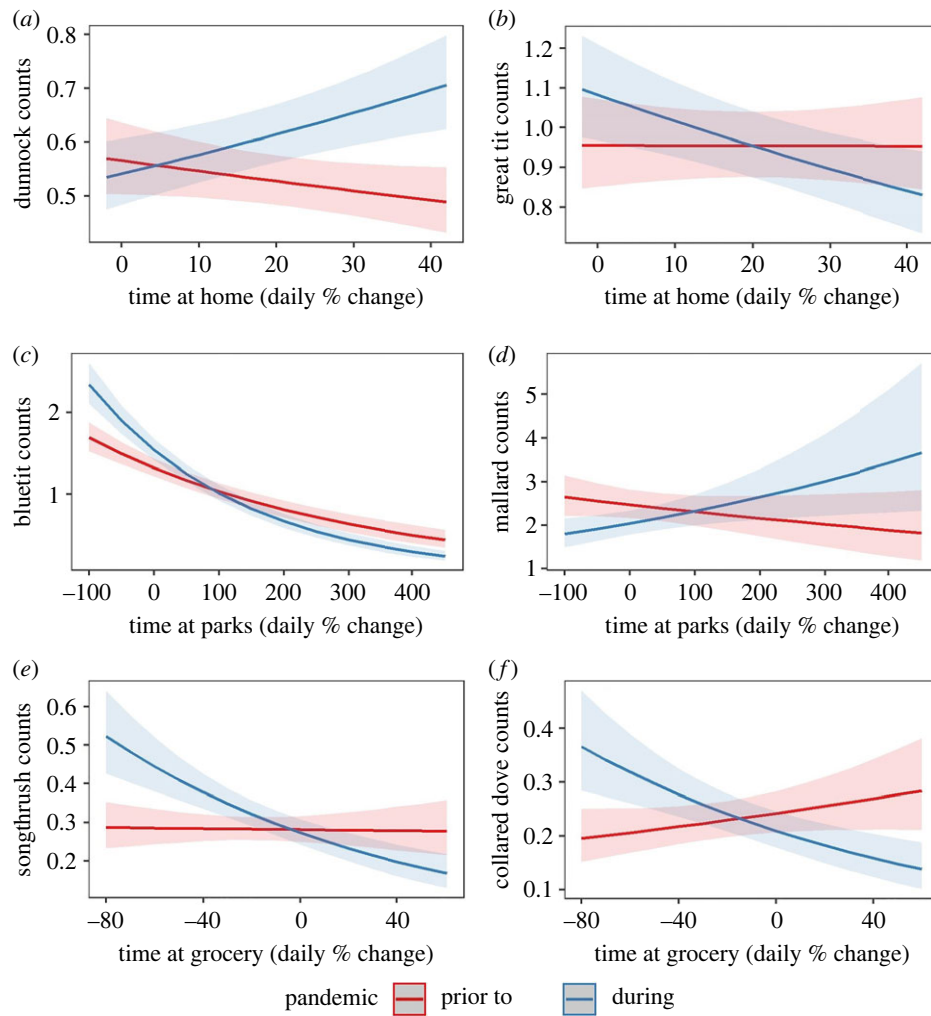 (a)
0.8
0.7
0.6
0.5
dunnock counts
0 10 20 30 40
time at home (daily % change)
(b)
1.2
1.1
1.0
0.9
0.8
great tit counts
0 10 20 30 40
time at home (daily % change)
(c)
2
1
bluetit counts
–100 0 100 200 300 400
time at parks (daily % change)
(d)
5
4
3
2
1
mallard counts
–100 0 100 200 300 400
time at parks (daily % change)
(e)
0.6
0.5
0.4
0.3
0.2
songthrush counts
–80 –40 0 40
time at grocery (daily % change)
(f)
0.4
0.3
0.2
0.1
collared dove counts
–80 –40 0 40
time at grocery (daily % change)
pandemic prior to during